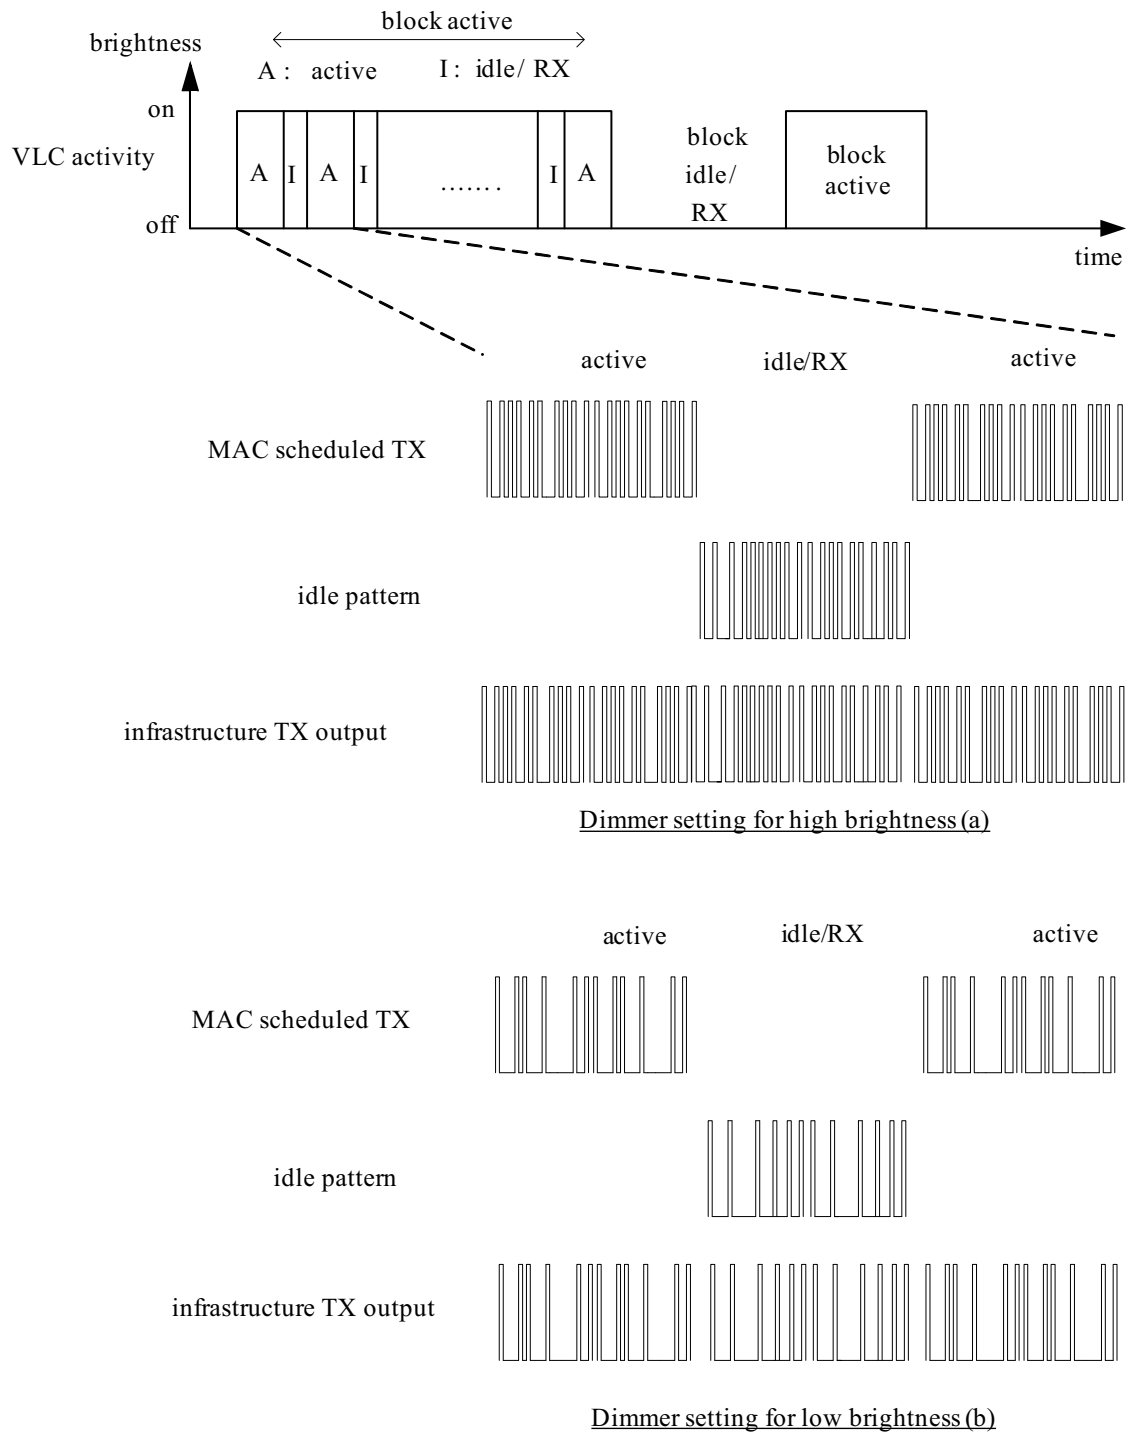 block active
brightness
A : active I : idle/ RX
on
VLC activity
A I A I ....... I A
block
idle/
RX
block
active
off
time
active idle/RX active
MAC scheduled TX
idle pattern
infrastructure TX output
Dimmer setting for high brightness (a)
active idle/RX active
MAC scheduled TX
idle pattern
infrastructure TX output
Dimmer setting for low brightness (b)